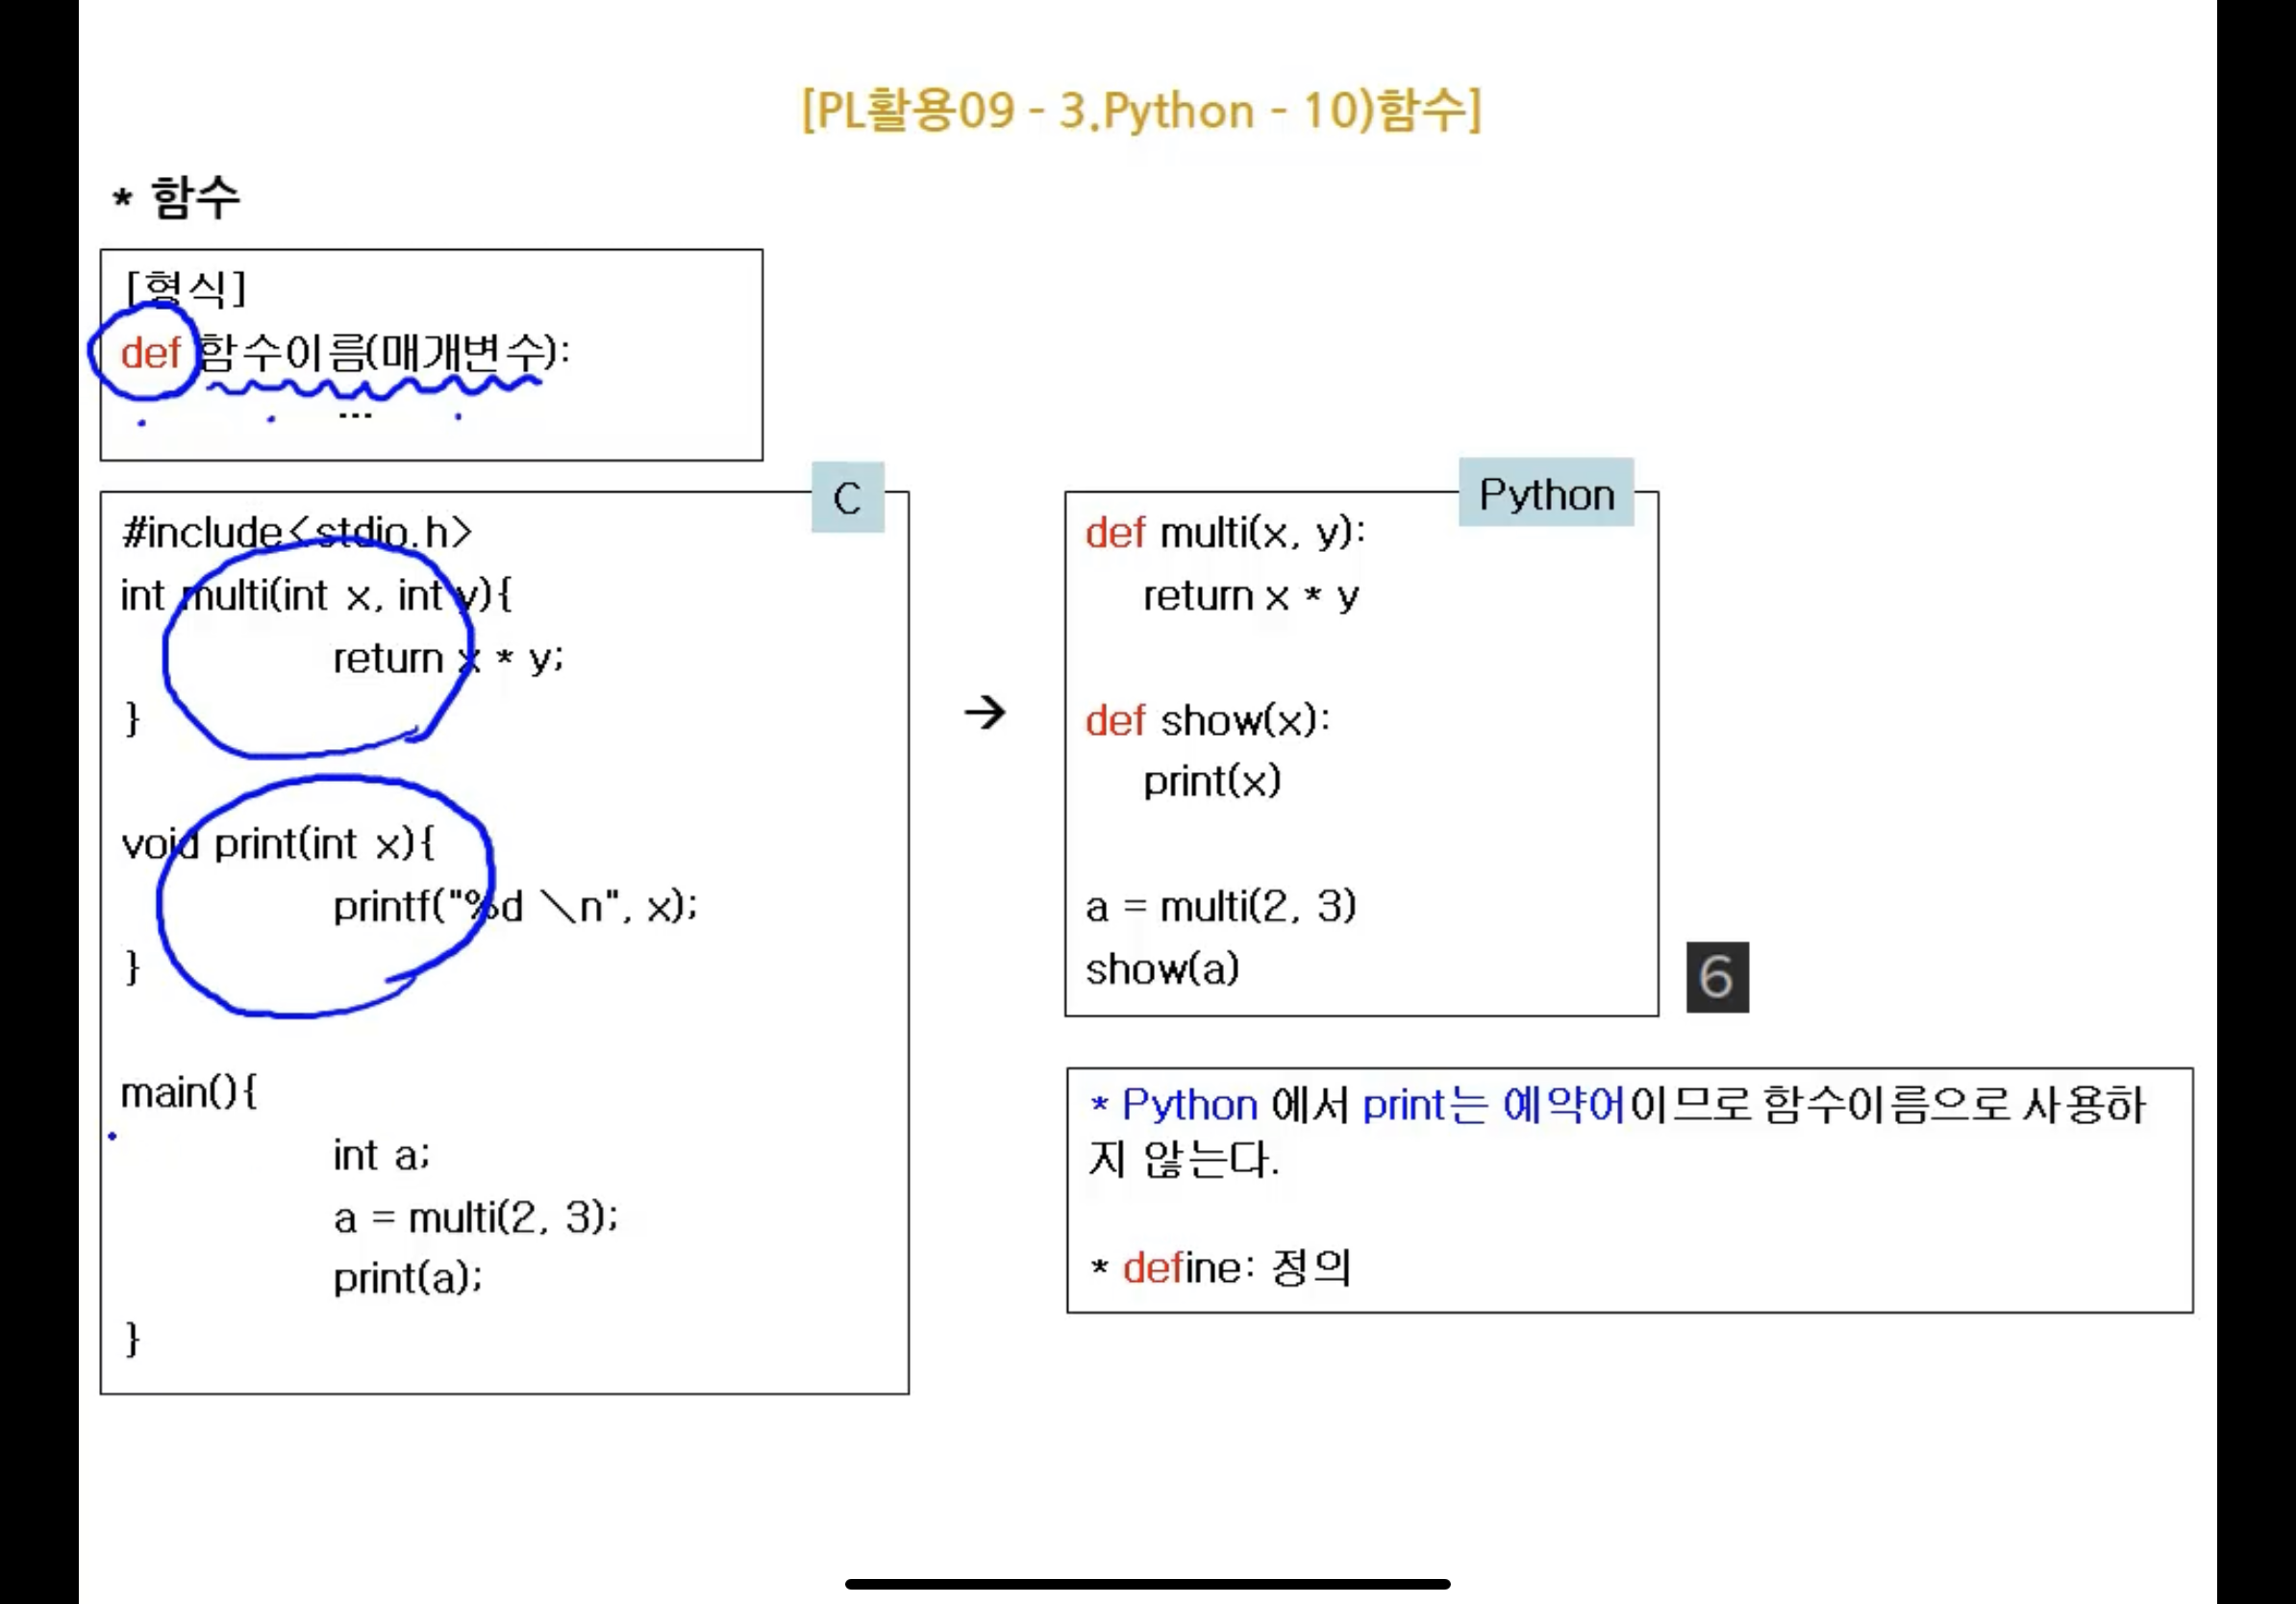 [PL활용09 - 3.Python - 10)함수]
* 함수
[형식]
def 함수이름(매개변수):
...
C
#include<stdio.h>
int multi(int x, int y){
return x * y;
}
void print(int x){
printf("%d \n", x);
}
main(){
int a;
a = multi(2, 3);
print(a);
}
→
Python
def multi(x, y):
return x * y
def show(x):
print(x)
a = multi(2, 3)
show(a)
6
* Python 에서 print는 예약어이므로 함수이름으로 사용하
지 않는다.
* define: 정의